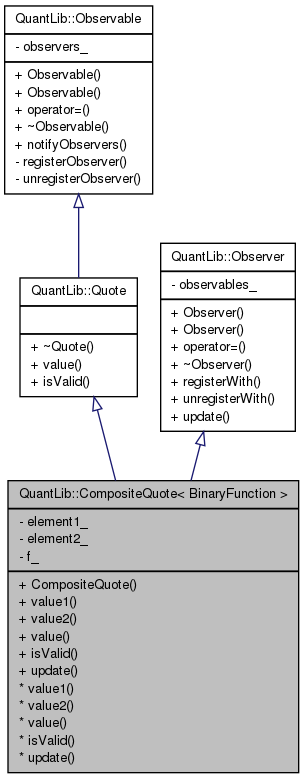 QuantLib::Observable
- observers_
+ Observable()
+ Observable()
+ operator=()
+ ~Observable()
+ notifyObservers()
- registerObserver()
- unregisterObserver()
QuantLib::Quote
+ ~Quote()
+ value()
+ isValid()
QuantLib::Observer
- observables_
+ Observer()
+ Observer()
+ operator=()
+ ~Observer()
+ registerWith()
+ unregisterWith()
+ update()
QuantLib::CompositeQuote< BinaryFunction >
- element1_
- element2_
- f_
+ CompositeQuote()
+ value1()
+ value2()
+ value()
+ isValid()
+ update()
* value1()
* value2()
* value()
* isValid()
* update()